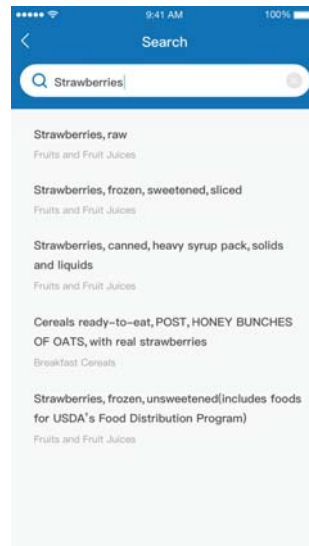 9:41 AM
100%
Search
Strawberries
Strawberries, raw
Fruits and Fruit Juices
Strawberries, frozen, sweetened, sliced
Fruits and Fruit Juices
Strawberries, canned, heavy syrup pack, solids
and liquids
Fruits and Fruit Juices
Cereals ready-to-eat, POST, HONEY BUNCHES
OF OATS, with real strawberries
Breakfast Cereals
Strawberries, frozen, unsweetened(includes foods
for USDA's Food Distribution Program)
Fruits and Fruit Juices